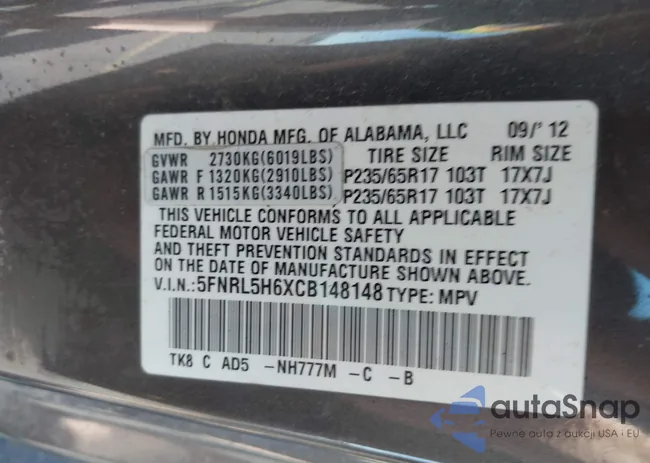 MFD. BY HONDA MFG. OF ALABAMA, LLC 09/'12
GVWR 2730KG(6019LBS) TIRE SIZE RIM SIZE
GAWR F 1320KG(2910LBS) P235/65R17 103T 17X7J
GAWR R 1515KG(3340LBS) P235/65R17 103T 17X7J
THIS VEHICLE CONFORMS TO ALL APPLICABLE
FEDERAL MOTOR VEHICLE SAFETY
AND THEFT PREVENTION STANDARDS IN EFFECT
ON THE DATE OF MANUFACTURE SHOWN ABOVE.
V.I.N.:5FNRL5H6XCB148148 TYPE: MPV
TK8 C AD5 -NH777M -C -B
autaSnap
Pewne auta z aukcji USA i EU